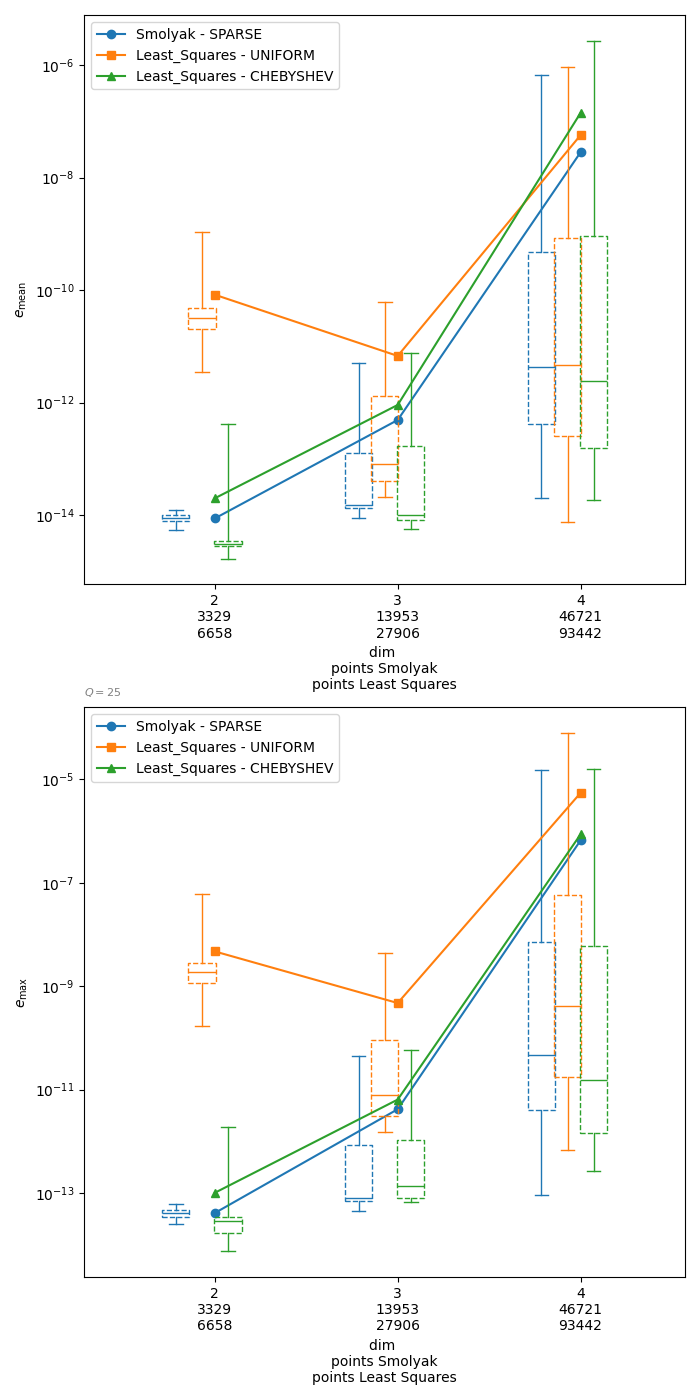 Smolyak - SPARSE
Least_Squares - UNIFORM
Least_Squares - CHEBYSHEV
10⁻⁶
10⁻⁸
10⁻¹⁰
10⁻¹²
10⁻¹⁴
e_mean
2 3 4
3329 13953 46721
6658 27906 93442
dim
points Smolyak
points Least Squares
Q = 25
Smolyak - SPARSE
Least_Squares - UNIFORM
Least_Squares - CHEBYSHEV
10⁻⁵
10⁻⁷
10⁻⁹
10⁻¹¹
10⁻¹³
e_max
2 3 4
3329 13953 46721
6658 27906 93442
dim
points Smolyak
points Least Squares